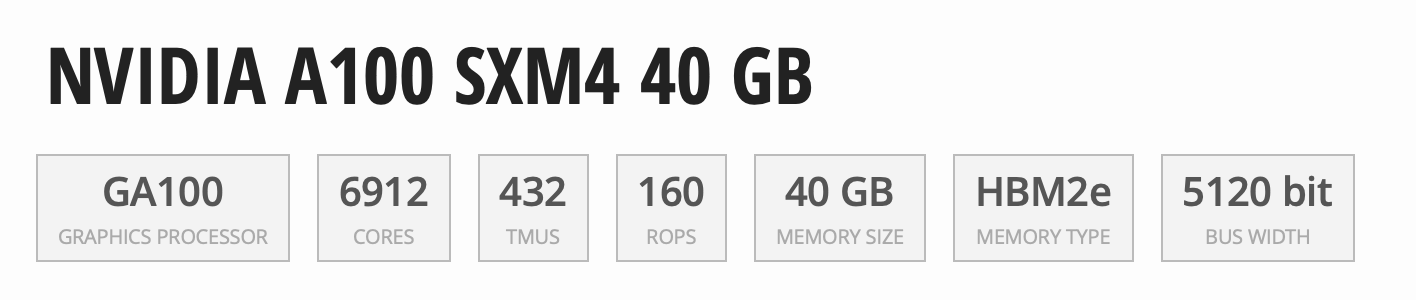 NVIDIA A100 SXM4 40 GB
GA100 6912 432 160 40 GB HBM2e 5120 bit
GRAPHICS PROCESSOR CORES TMUS ROPS MEMORY SIZE MEMORY TYPE BUS WIDTH